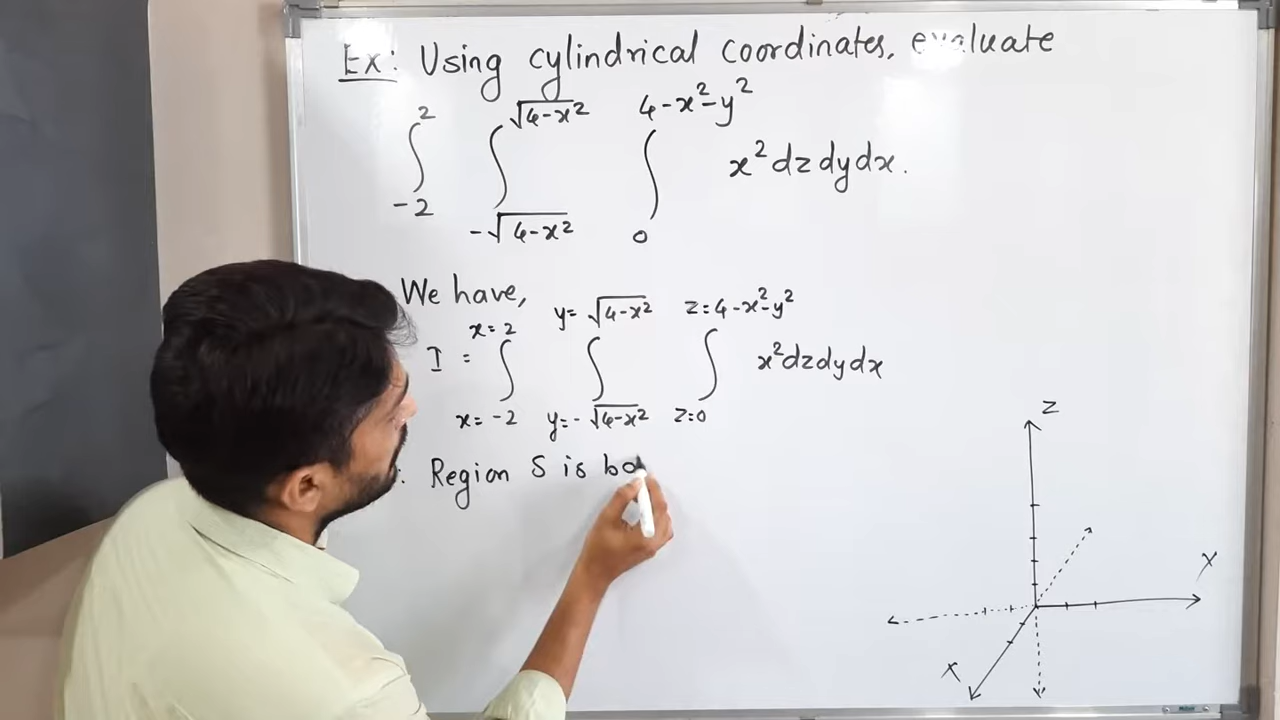 Ex: Using cylindrical coordinates, evaluate
∫_{-2}^{2} ∫_{-√(4-x²)}^{√(4-x²)} ∫_{0}^{4-x²-y²} x² dz dy dx.
We have,
I = ∫_{x=-2}^{x=2} ∫_{y=-√(4-x²)}^{y=√(4-x²)} ∫_{z=0}^{z=4-x²-y²} x² dz dy dx
: Region S is bo
Z
X